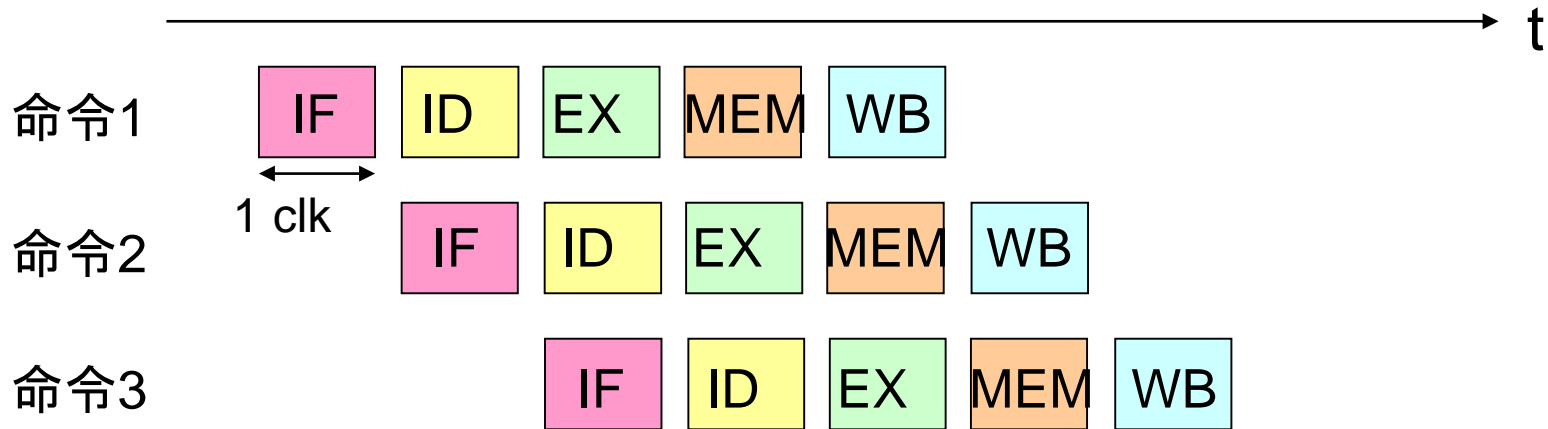 t
命令1 IF ID EX MEM WB
1 clk
命令2 IF ID EX MEM WB
命令3 IF ID EX MEM WB